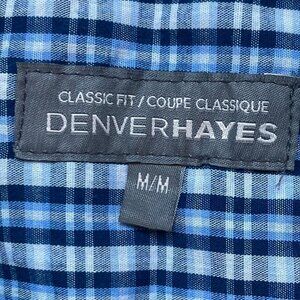 CLASSIC FIT / COUPE CLASSIQUE
DENVERHAYES
M/M